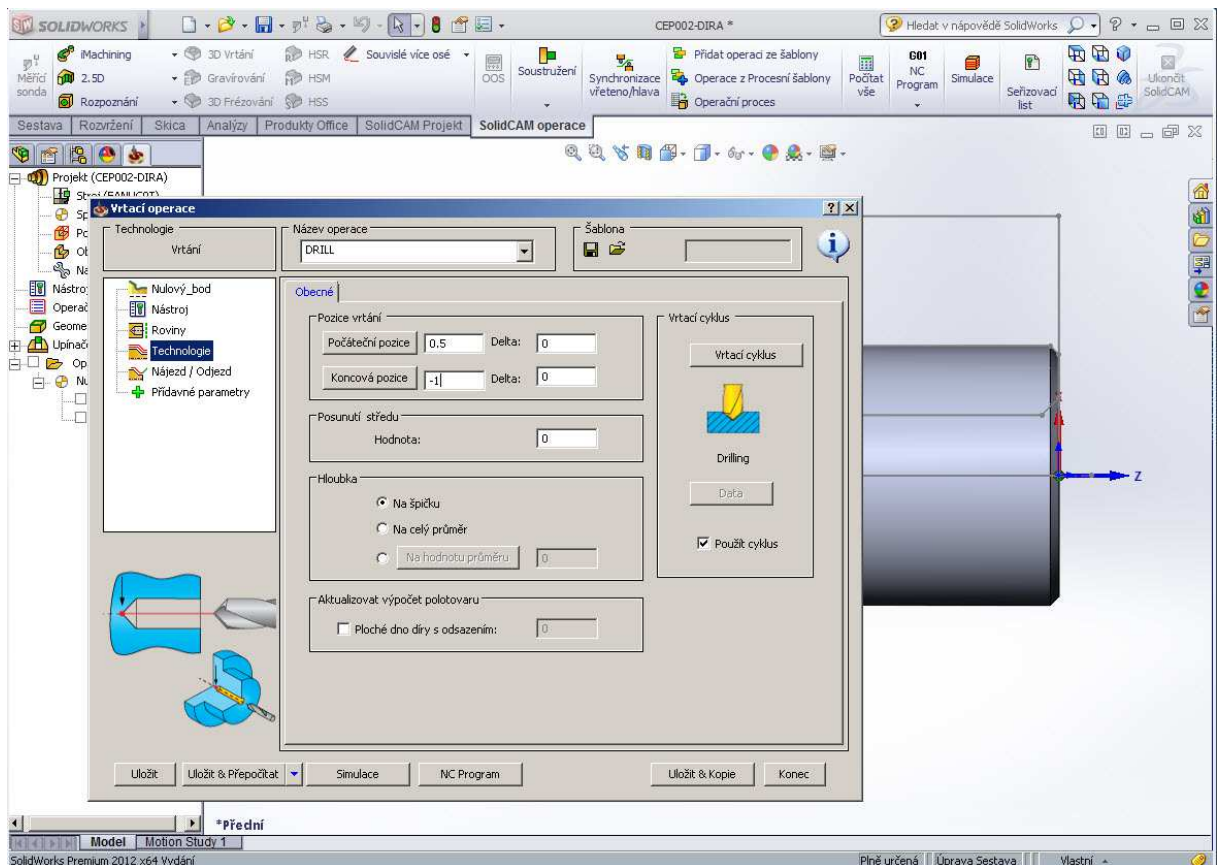 SOLIDWORKS
CEP002-DIRA *
Hledat v nápovědě SolidWorks
iMachining
3D Vrtání
HSR
Souvislé více osé
Přidat operaci ze šablony
2.5D
Gravírování
HSM
Operace z Procesní šablony
Rozpoznání
3D Frézování
HSS
Operační proces
Měřící sonda
OOS
Soustružení
Synchronizace vřeteno/hlava
Počítat vše
G01
NC Program
Simulace
Seřizovací list
Ukončit SolidCAM
Sestava
Rozvržení
Skica
Analýzy
Produkty Office
SolidCAM Projekt
SolidCAM operace
Projekt (CEP002-DIRA)
Vrtací operace
Technologie
Vrtání
Název operace
DRILL
Šablona
Nástro
Operač
Geome
Upínač
Op
Nulový_bod
Nástroj
Roviny
Technologie
Nájezd / Odjezd
Přídavné parametry
Obecné
Pozice vrtání
Počáteční pozice 0.5 Delta: 0
Koncová pozice -1 Delta: 0
Posunutí středu
Hodnota: 0
Hloubka
Na špičku
Na celý průměr
Na hodnotu průměru 0
Aktualizovat výpočet polotovaru
Ploché dno díry s odsazením: 0
Vrtací cyklus
Vrtací cyklus
Drilling
Data
Použít cyklus
Z
Uložit
Uložit & Přepočítat
Simulace
NC Program
Uložit & Kopie
Konec
*Přední
Model
Motion Study 1
SolidWorks Premium 2012 x64 Vydání
Plně určená
Úprava Sestava
Vlastní